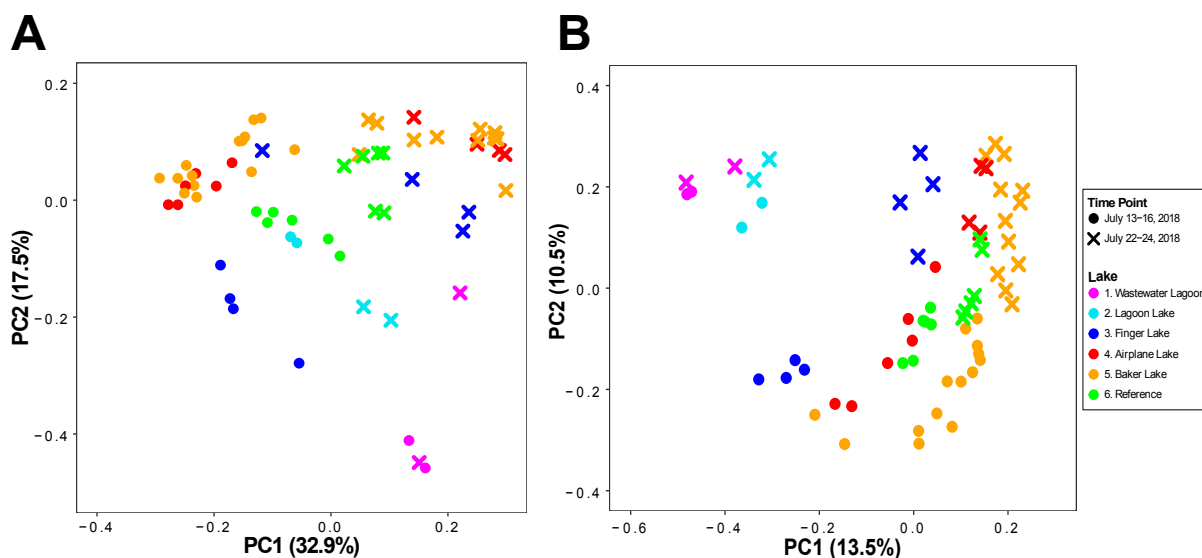 A
0.2
0.0
−0.2
−0.4
PC2 (17.5%)
−0.4
−0.2
0.0
0.2
PC1 (32.9%)
B
0.4
0.2
0.0
−0.2
−0.4
PC2 (10.5%)
−0.6
−0.4
−0.2
0.0
0.2
PC1 (13.5%)
Time Point
July 13−16, 2018
July 22−24, 2018
Lake
1. Wastewater Lagoon
2. Lagoon Lake
3. Finger Lake
4. Airplane Lake
5. Baker Lake
6. Reference